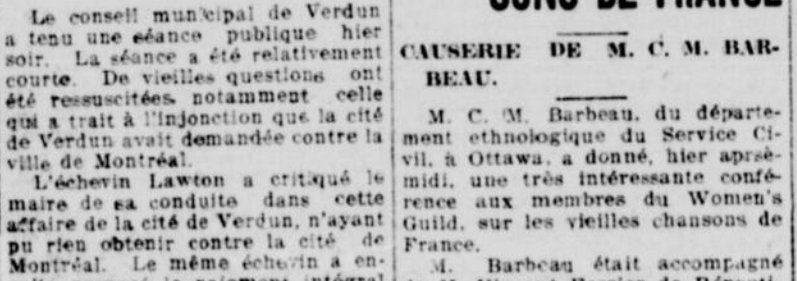 Le conseil municipal de Verdun
a tenu une séance publique hier
soir. La séance a été relativement
courte. De vieilles questions ont
été ressuscitées, notamment celle
qui a trait à l'injonction que la cité
de Verdun avait demandée contre la
ville de Montréal.
L'échevin Lawton a critiqué le
maire de sa conduite dans cette
affaire de la cité de Verdun, n'ayant
pu rien obtenir contre la cité de
Montréal. Le même échevin a en-
intégral
DE FRANCE
CAUSERIE DE M. C. M. BAR-
BEAU.
M. C. M. Barbeau, du départe-
ment ethnologique du Service Ci-
vil, à Ottawa, a donné, hier aprsè-
midi, une très intéressante confé-
rence aux membres du Women's
Guild, sur les vieilles chansons de
France.
M. Barbeau était accompagné